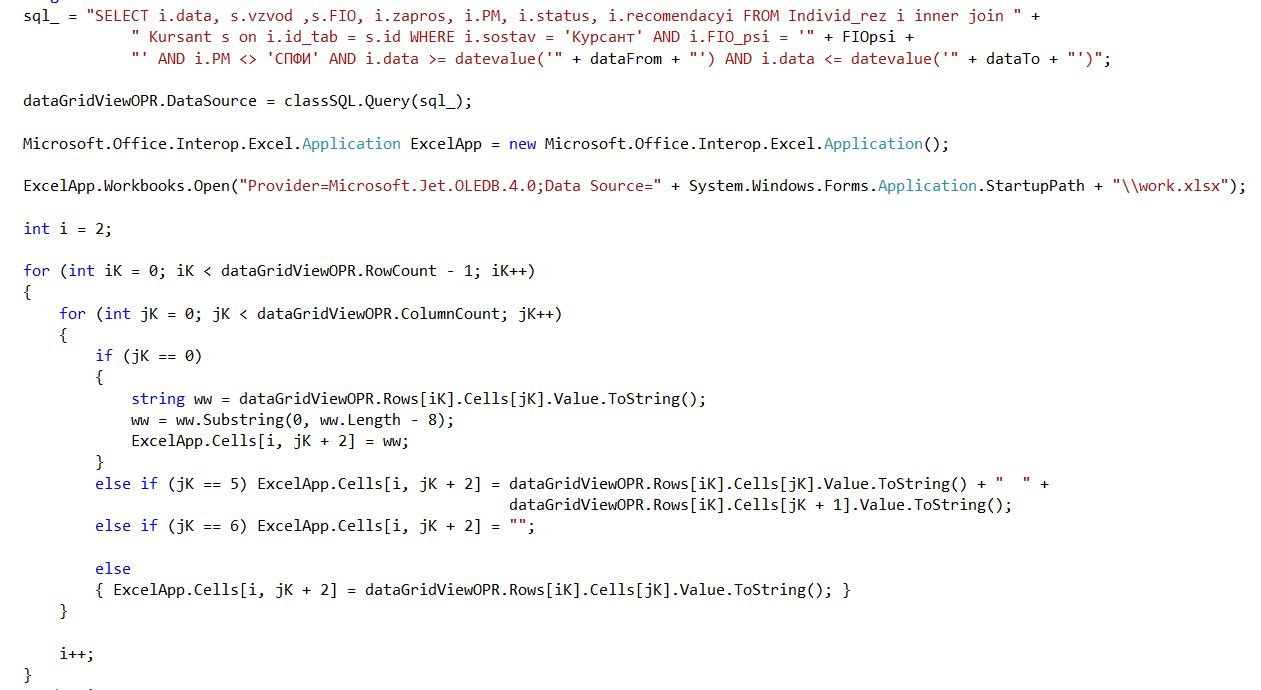 sql_ = "SELECT i.data, s.vzvod ,s.FIO, i.zapros, i.PM, i.status, i.recomendacyi FROM Individ_rez i inner join " +
" Kursant s on i.id_tab = s.id WHERE i.sostav = 'Курсант' AND i.FIO_psi = '" + FIOpsi +
"' AND i.PM <> 'СПФИ' AND i.data >= datevalue('" + dataFrom + "') AND i.data <= datevalue('" + dataTo + "')";
dataGridViewOPR.DataSource = classSQL.Query(sql_);
Microsoft.Office.Interop.Excel.Application ExcelApp = new Microsoft.Office.Interop.Excel.Application();
ExcelApp.Workbooks.Open("Provider=Microsoft.Jet.OLEDB.4.0;Data Source=" + System.Windows.Forms.Application.StartupPath + "\\work.xlsx");
int i = 2;
for (int iK = 0; iK < dataGridViewOPR.RowCount - 1; iK++)
{
for (int jK = 0; jK < dataGridViewOPR.ColumnCount; jK++)
{
if (jK == 0)
{
string ww = dataGridViewOPR.Rows[iK].Cells[jK].Value.ToString();
ww = ww.Substring(0, ww.Length - 8);
ExcelApp.Cells[i, jK + 2] = ww;
}
else if (jK == 5) ExcelApp.Cells[i, jK + 2] = dataGridViewOPR.Rows[iK].Cells[jK].Value.ToString() + "  " +
dataGridViewOPR.Rows[iK].Cells[jK + 1].Value.ToString();
else if (jK == 6) ExcelApp.Cells[i, jK + 2] = "";
else
{ ExcelApp.Cells[i, jK + 2] = dataGridViewOPR.Rows[iK].Cells[jK].Value.ToString(); }
}
i++;
}